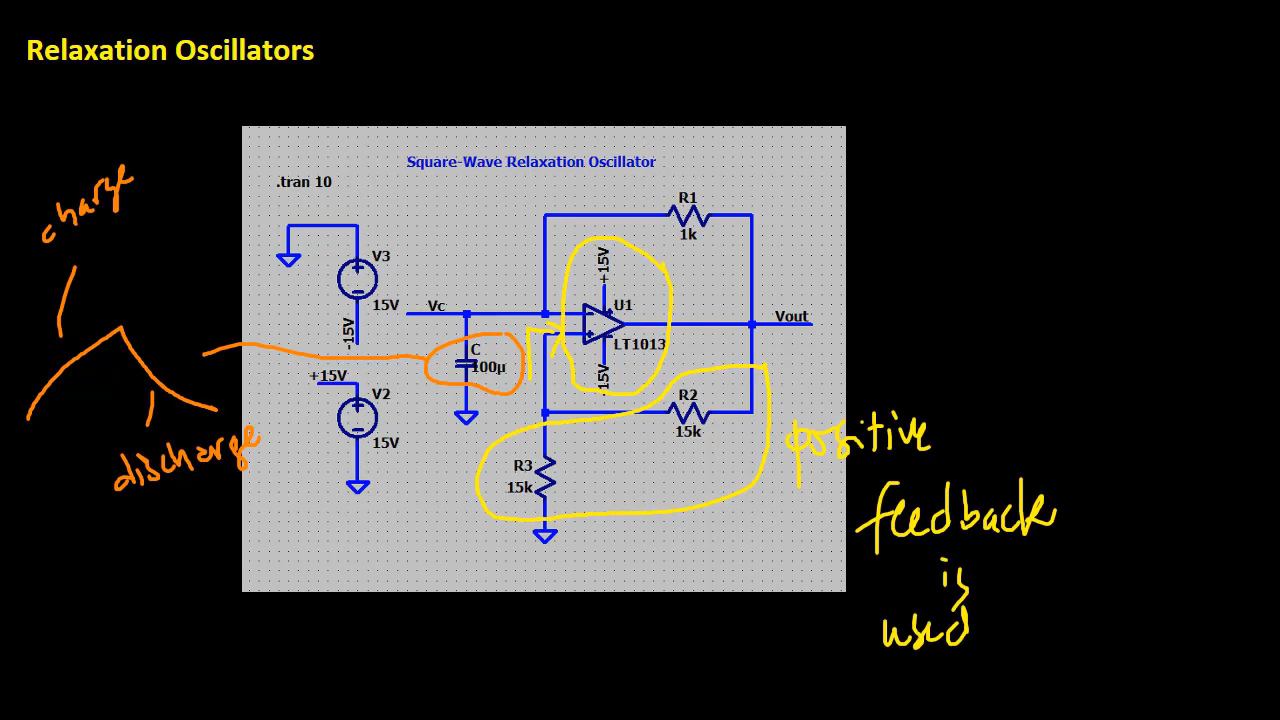 Relaxation Oscillators
Square-Wave Relaxation Oscillator
.tran 10
charge
R1
1k
V3
15V
-15V
Vc
+15V
U1
LT1013
-15V
Vout
C
100µ
+15V
V2
15V
R2
15k
R3
15k
discharge
positive
feedback
is
used